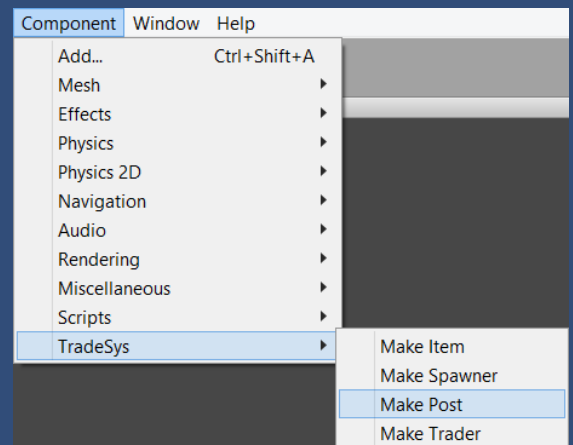 Component Window Help
Add... Ctrl+Shift+A
Mesh
Effects
Physics
Physics 2D
Navigation
Audio
Rendering
Miscellaneous
Scripts
TradeSys
Make Item
Make Spawner
Make Post
Make Trader